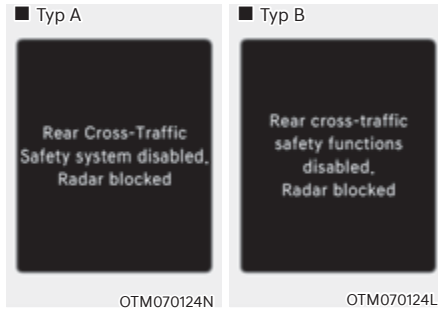 ■ Typ A
Rear Cross-Traffic
Safety system disabled.
Radar blocked
OTM070124N
■ Typ B
Rear cross-traffic
safety functions
disabled.
Radar blocked
OTM070124L